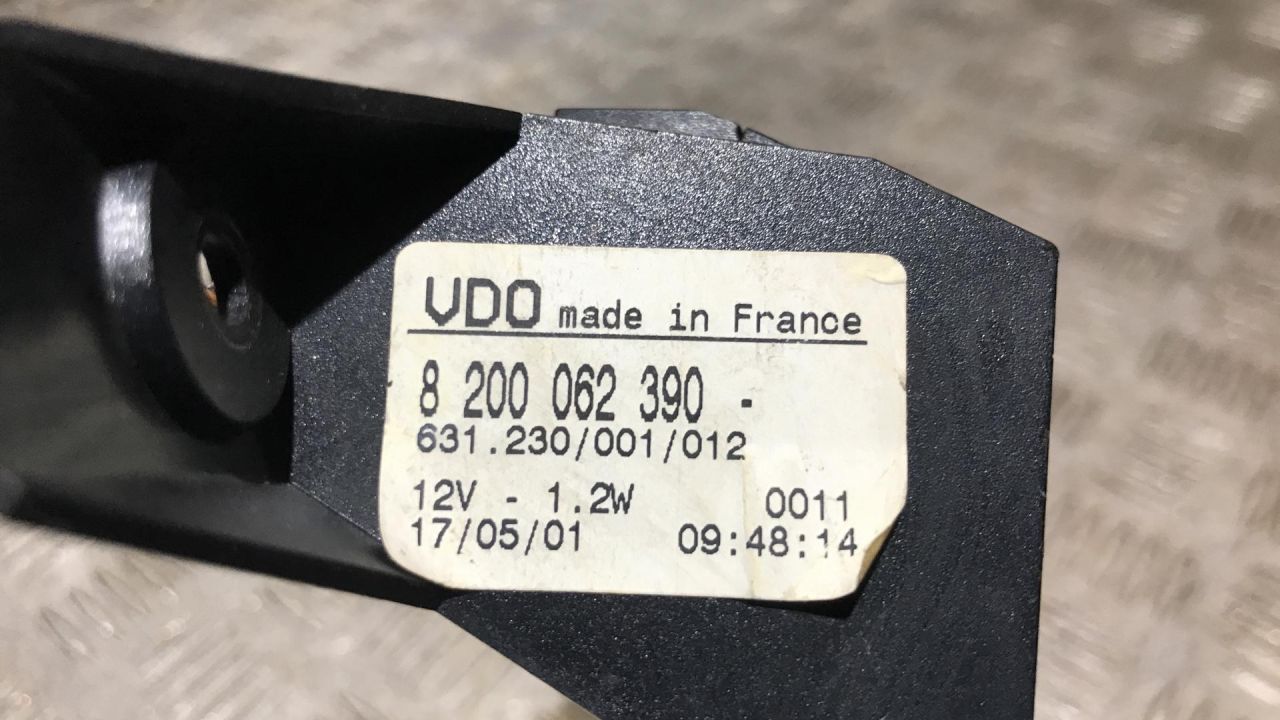 VDO made in France
8 200 062 390 -
631.230/001/012
12V - 1.2W 0011
17/05/01 09:48:14